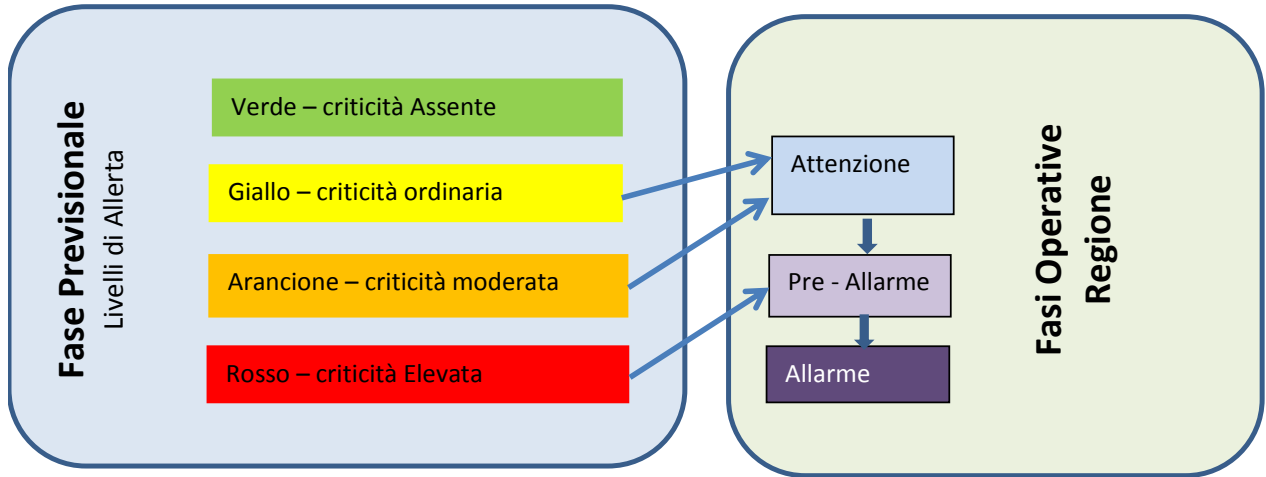 Fase Previsionale
Livelli di Allerta
Verde – criticità Assente
Giallo – criticità ordinaria
Arancione – criticità moderata
Rosso – criticità Elevata
Attenzione
Pre - Allarme
Allarme
Fasi Operative
Regione